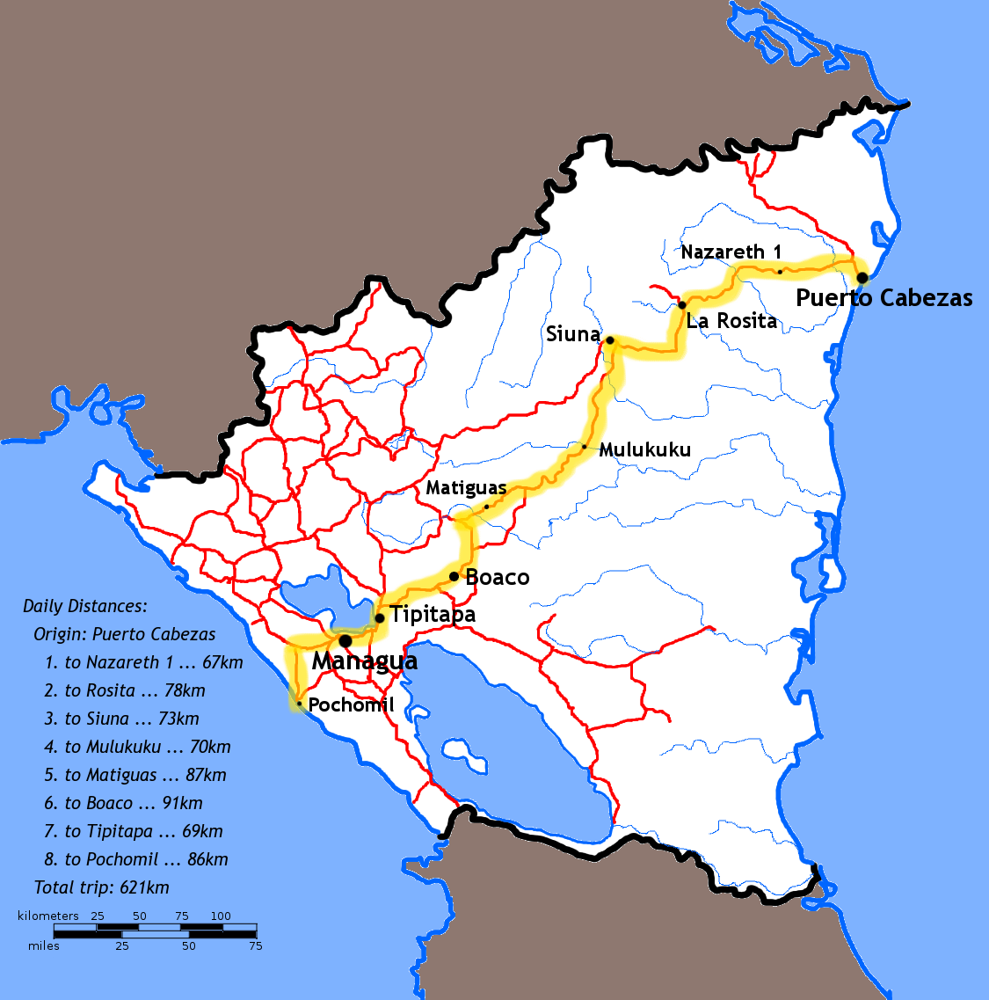 Nazareth 1
Puerto Cabezas
La Rosita
Siuna
Mulukuku
Matiguas
Boaco
Tipitapa
Managua
Pochomil
Daily Distances:
Origin: Puerto Cabezas
1. to Nazareth 1 ... 67km
2. to Rosita ... 78km
3. to Siuna ... 73km
4. to Mulukuku ... 70km
5. to Matiguas ... 87km
6. to Boaco ... 91km
7. to Tipitapa ... 69km
8. to Pochomil ... 86km
Total trip: 621km
kilometers 25 50 75 100
miles 25 50 75